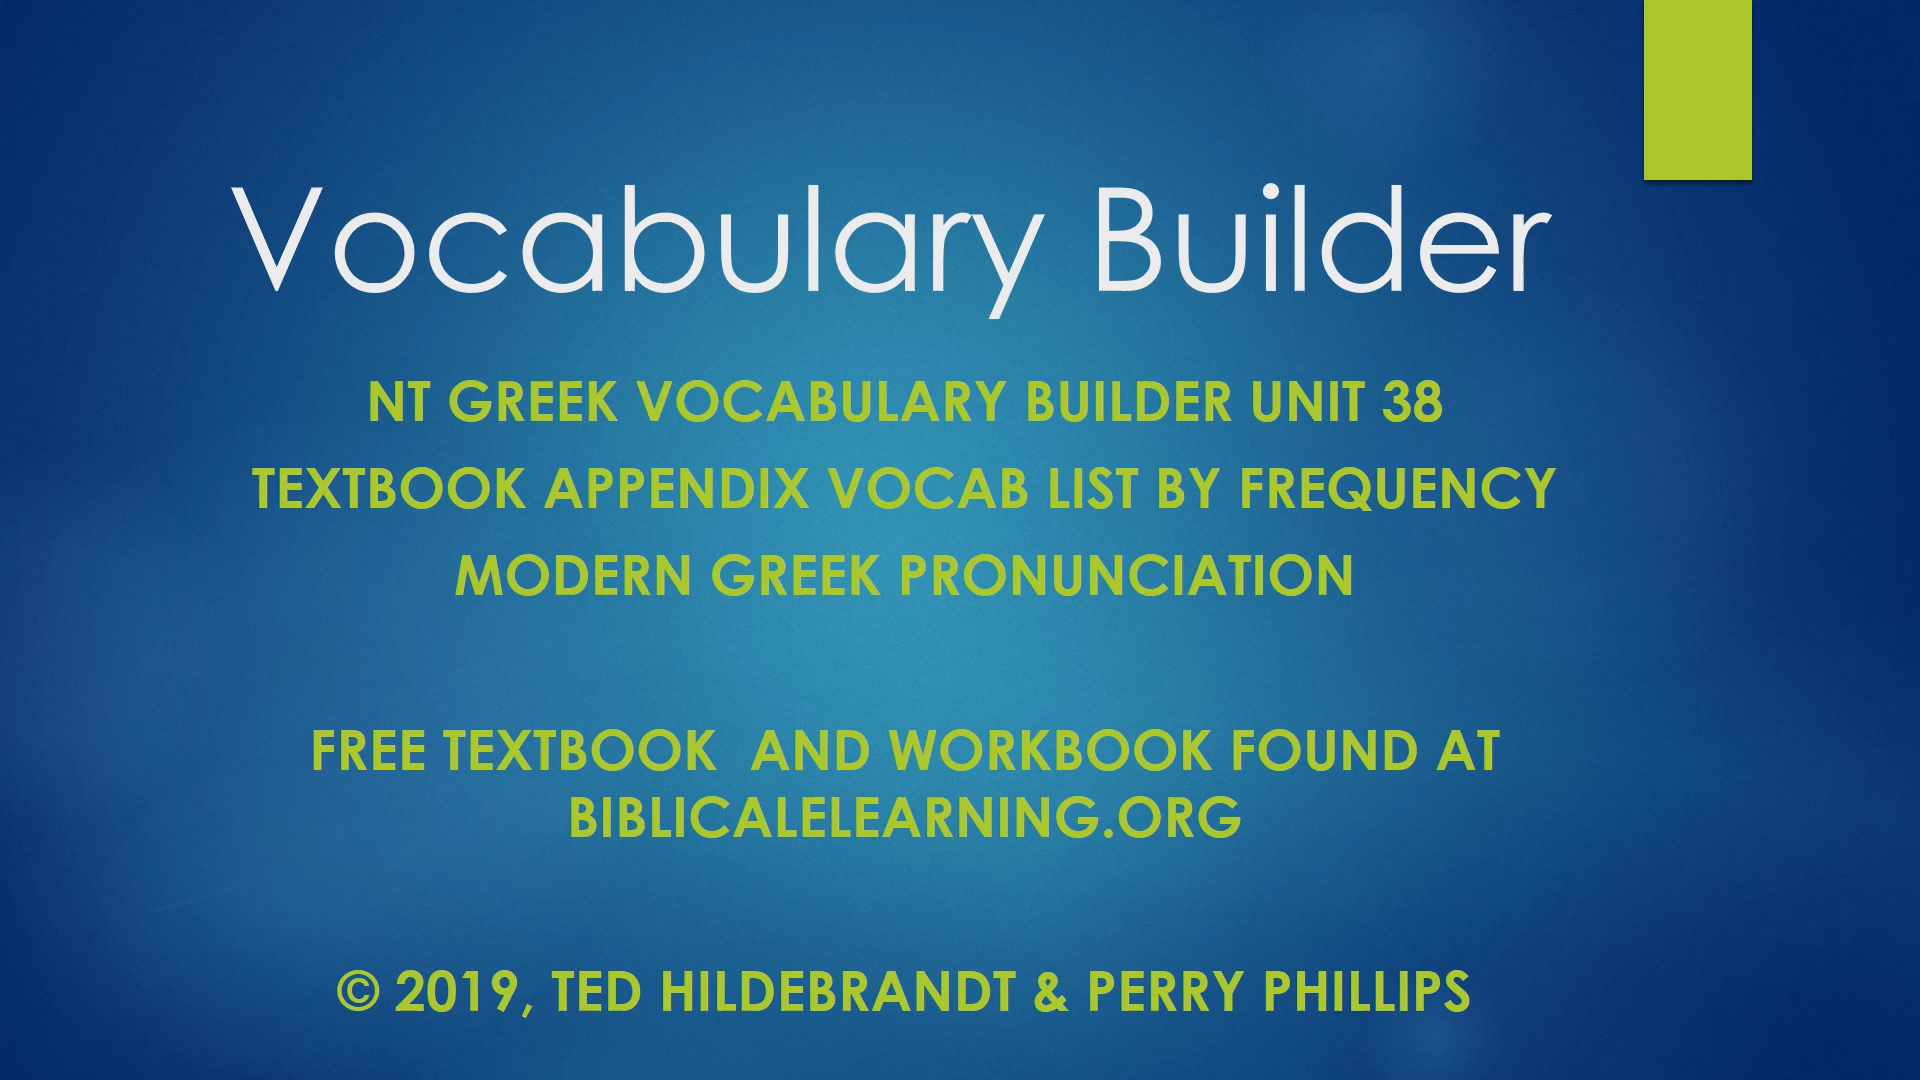 Vocabulary Builder
NT GREEK VOCABULARY BUILDER UNIT 38
TEXTBOOK APPENDIX VOCAB LIST BY FREQUENCY
MODERN GREEK PRONUNCIATION
FREE TEXTBOOK AND WORKBOOK FOUND AT
BIBLICALELEARNING.ORG
© 2019, TED HILDEBRANDT & PERRY PHILLIPS